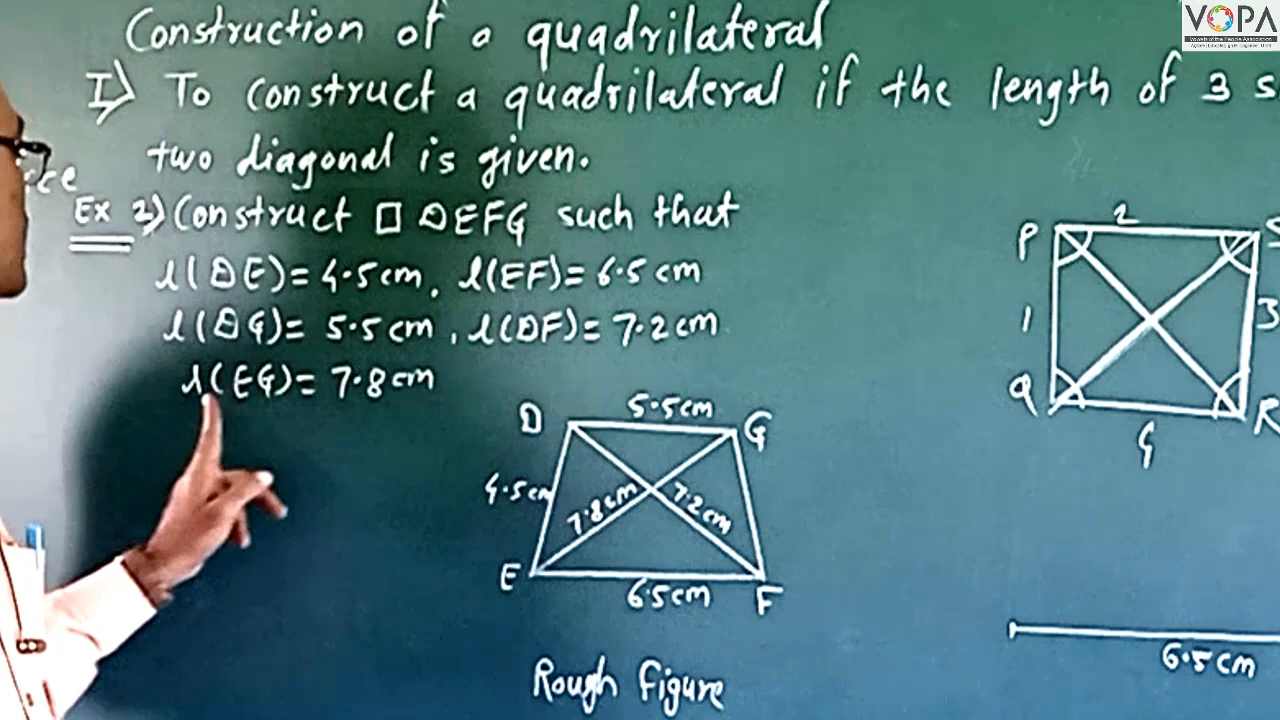 Construction of a quadrilateral
I) To construct a quadrilateral if the length of 3 s
two diagonal is given.
Ex 2) Construct □ DEFG such that
l(DE)= 4.5cm, l(EF)= 6.5 cm
l(DG)= 5.5 cm, l(DF)= 7.2 cm
l(EG)= 7.8 cm
P 2 S
1 3
Q 4 R
D 5.5cm G
4.5cm 7.8cm 7.2cm
E 6.5cm F
6.5cm
Rough figure
VOPA